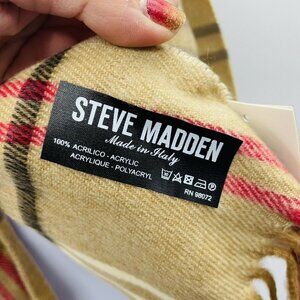 STEVE MADDEN
Made in Italy
100% ACRILICO - ACRYLIC
ACRYLIQUE - POLYACRYL
RN 98072